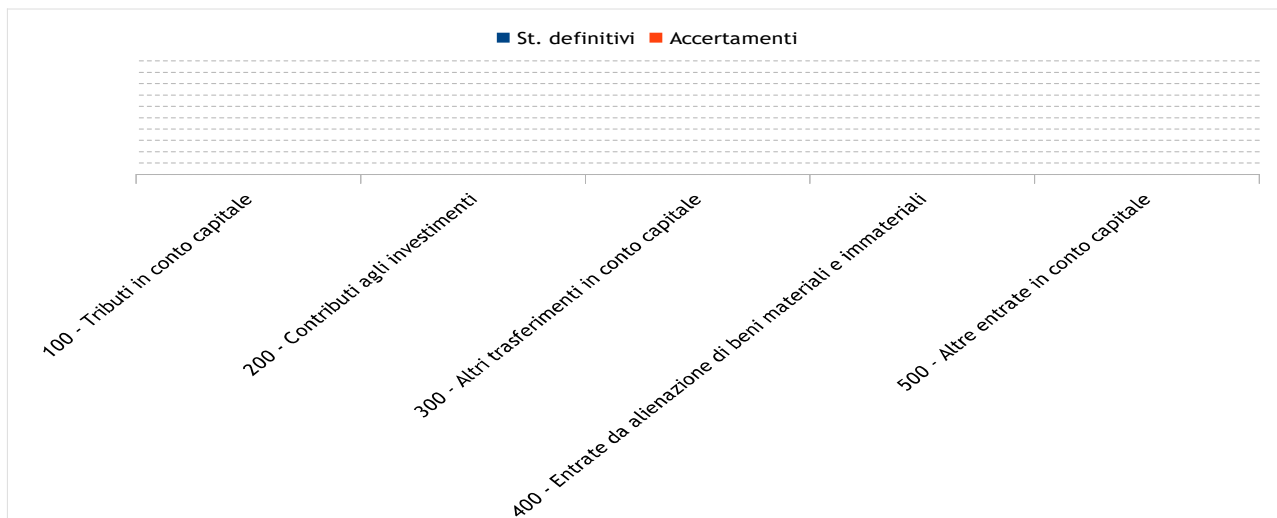 St. definitivi Accertamenti
100 - Tributi in conto capitale
200 - Contributi agli investimenti
300 - Altri trasferimenti in conto capitale
400 - Entrate da alienazione di beni materiali e immateriali
500 - Altre entrate in conto capitale